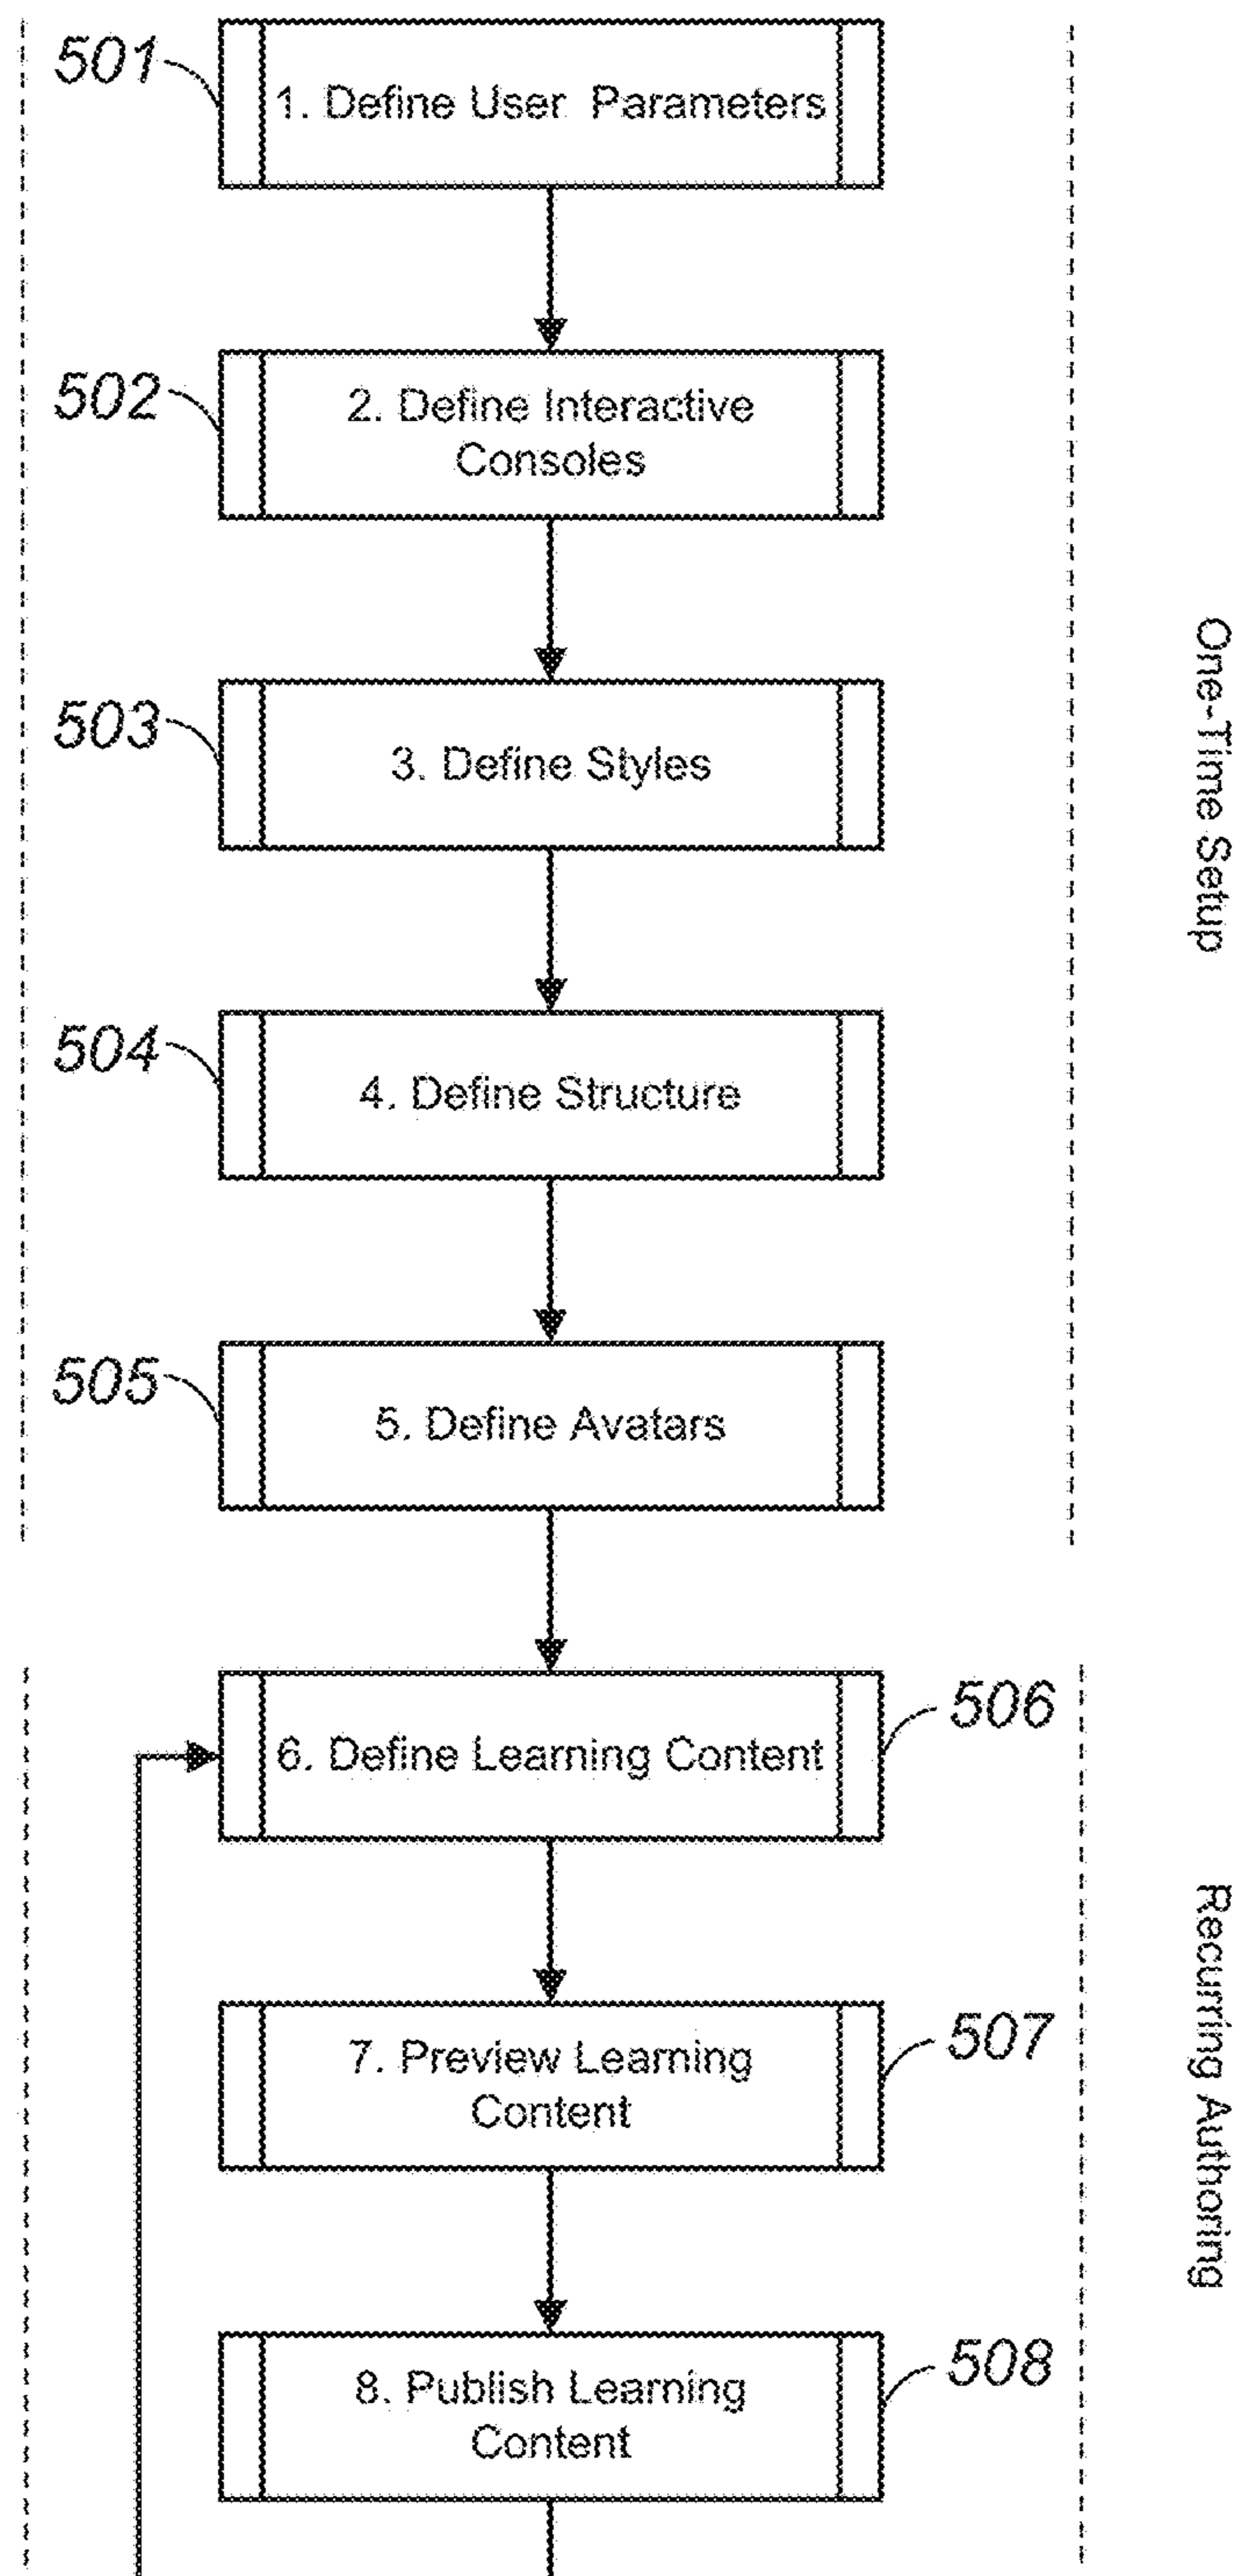 501
1. Define User Parameters
502
2. Define Interactive
Consoles
503
3. Define Styles
One-Time Setup
504
4. Define Structure
505
5. Define Avatars
506
6. Define Learning Content
507
7. Preview Learning
Content
Recurring Authoring
508
8. Publish Learning
Content